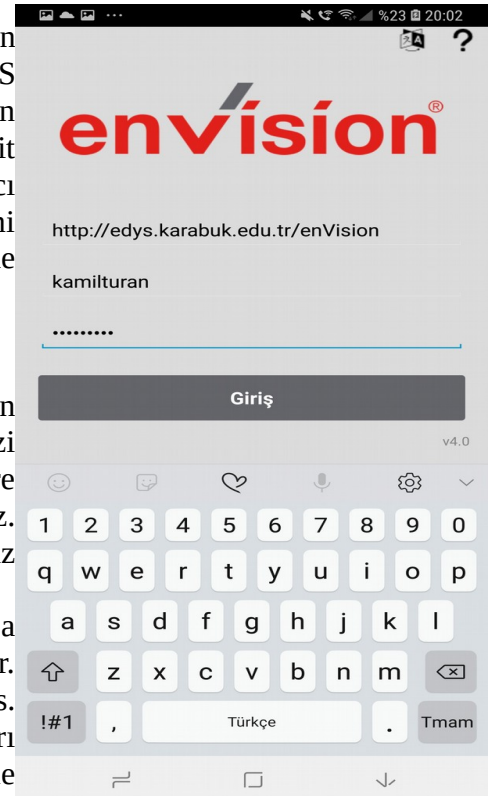 %23 20:02
envision®
http://edys.karabuk.edu.tr/enVision
kamilturan
•••••••••
Giriş
v4.0
1 2 3 4 5 6 7 8 9 0
q w e r t y u i o p
a s d f g h j k l
z x c v b n m
!#1 , Türkçe . Tmam